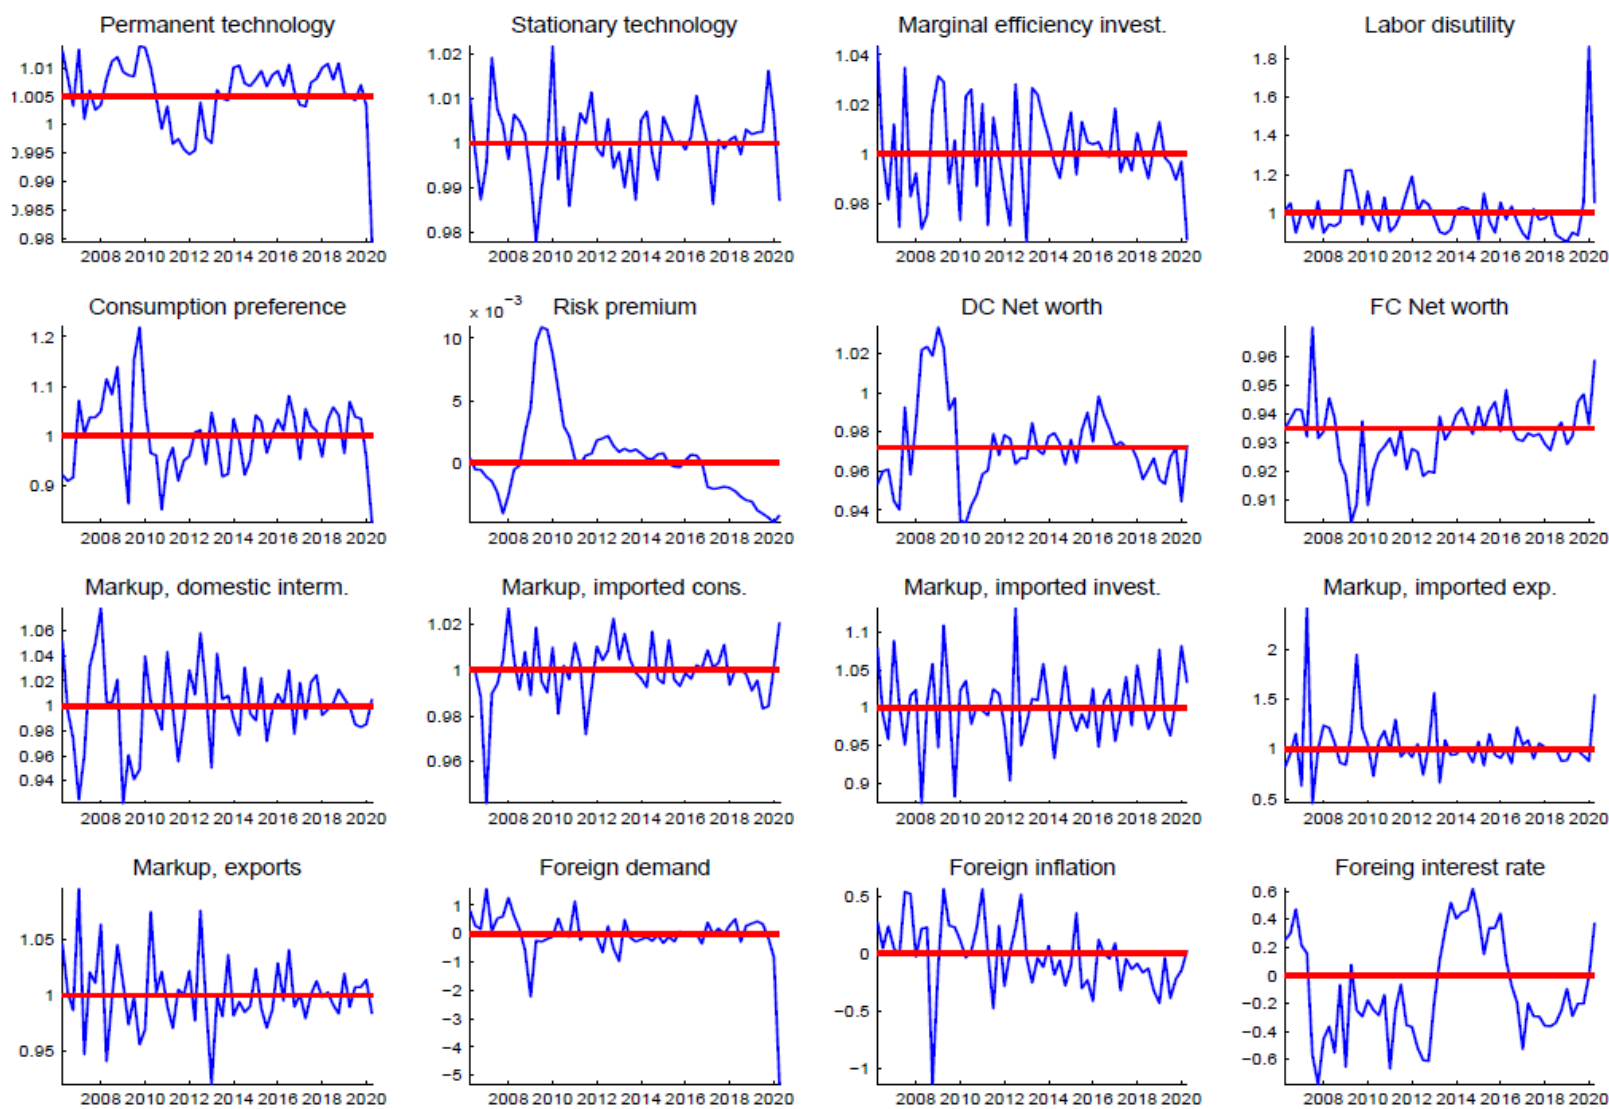 Permanent technology
Stationary technology
Marginal efficiency invest.
Labor disutility
1.01
1.005
1
0.995
0.99
0.985
0.98
2008 2010 2012 2014 2016 2018 2020
1.02
1.01
1
0.99
0.98
2008 2010 2012 2014 2016 2018 2020
1.04
1.02
1
0.98
2008 2010 2012 2014 2016 2018 2020
1.8
1.6
1.4
1.2
1
2008 2010 2012 2014 2016 2018 2020
Consumption preference
Risk premium
DC Net worth
FC Net worth
1.2
1.1
1
0.9
2008 2010 2012 2014 2016 2018 2020
x 10⁻³
10
5
0
2008 2010 2012 2014 2016 2018 2020
1.02
1
0.98
0.96
0.94
2008 2010 2012 2014 2016 2018 2020
0.96
0.95
0.94
0.93
0.92
0.91
2008 2010 2012 2014 2016 2018 2020
Markup, domestic interm.
Markup, imported cons.
Markup, imported invest.
Markup, imported exp.
1.06
1.04
1.02
1
0.98
0.96
0.94
2008 2010 2012 2014 2016 2018 2020
1.02
1
0.98
0.96
2008 2010 2012 2014 2016 2018 2020
1.1
1.05
1
0.95
0.9
2008 2010 2012 2014 2016 2018 2020
2
1.5
1
0.5
2008 2010 2012 2014 2016 2018 2020
Markup, exports
Foreign demand
Foreign inflation
Foreing interest rate
1.05
1
0.95
2008 2010 2012 2014 2016 2018 2020
1
0
−1
−2
−3
−4
−5
2008 2010 2012 2014 2016 2018 2020
0.5
0
−0.5
−1
2008 2010 2012 2014 2016 2018 2020
0.6
0.4
0.2
0
−0.2
−0.4
−0.6
2008 2010 2012 2014 2016 2018 2020